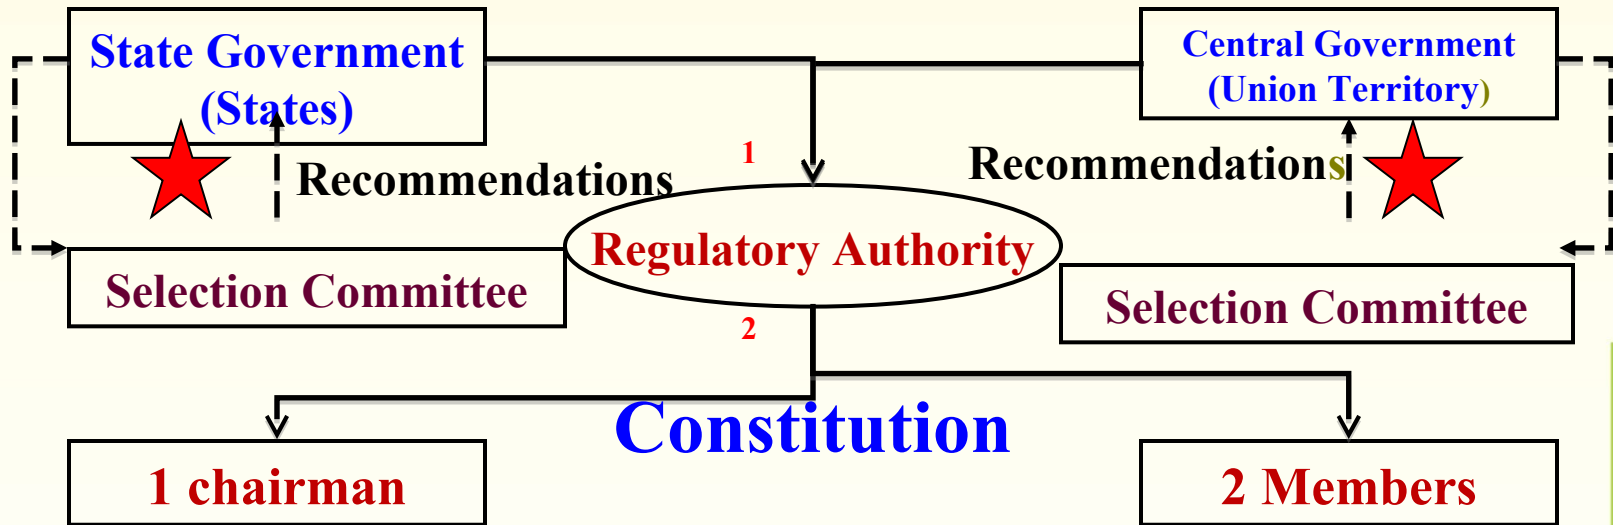 State Government
(States)
Central Government
(Union Territory)
1
Recommendations
Recommendations
Regulatory Authority
Selection Committee
Selection Committee
2
Constitution
1 chairman
2 Members